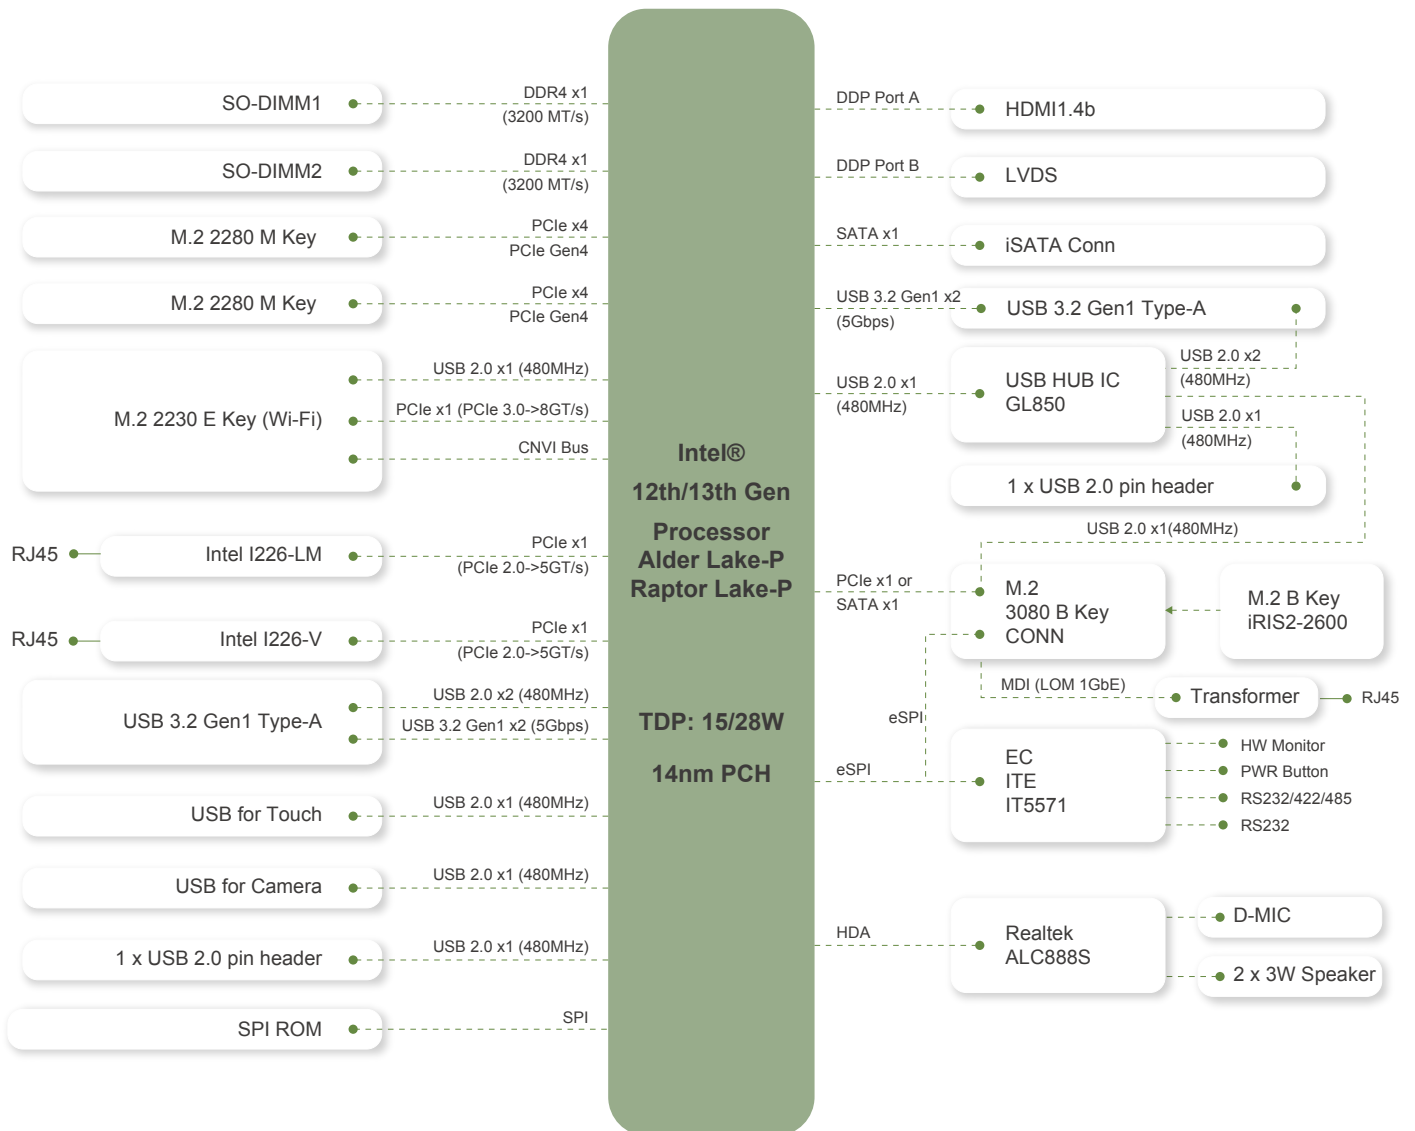 SO-DIMM1
DDR4 x1
(3200 MT/s)
SO-DIMM2
DDR4 x1
(3200 MT/s)
M.2 2280 M Key
PCIe x4
PCIe Gen4
M.2 2280 M Key
PCIe x4
PCIe Gen4
M.2 2230 E Key (Wi-Fi)
USB 2.0 x1 (480MHz)
PCIe x1 (PCIe 3.0->8GT/s)
CNVI Bus
RJ45
Intel I226-LM
PCIe x1
(PCIe 2.0->5GT/s)
RJ45
Intel I226-V
PCIe x1
(PCIe 2.0->5GT/s)
USB 3.2 Gen1 Type-A
USB 2.0 x2 (480MHz)
USB 3.2 Gen1 x2 (5Gbps)
USB for Touch
USB 2.0 x1 (480MHz)
USB for Camera
USB 2.0 x1 (480MHz)
1 x USB 2.0 pin header
USB 2.0 x1 (480MHz)
SPI ROM
SPI
Intel®
12th/13th Gen
Processor
Alder Lake-P
Raptor Lake-P
TDP: 15/28W
14nm PCH
DDP Port A
HDMI1.4b
DDP Port B
LVDS
SATA x1
iSATA Conn
USB 3.2 Gen1 x2
(5Gbps)
USB 3.2 Gen1 Type-A
USB 2.0 x1
(480MHz)
USB HUB IC
GL850
USB 2.0 x2
(480MHz)
USB 2.0 x1
(480MHz)
1 x USB 2.0 pin header
USB 2.0 x1(480MHz)
PCIe x1 or
SATA x1
M.2
3080 B Key
CONN
M.2 B Key
iRIS2-2600
MDI (LOM 1GbE)
Transformer
RJ45
eSPI
eSPI
EC
ITE
IT5571
HW Monitor
PWR Button
RS232/422/485
RS232
HDA
Realtek
ALC888S
D-MIC
2 x 3W Speaker